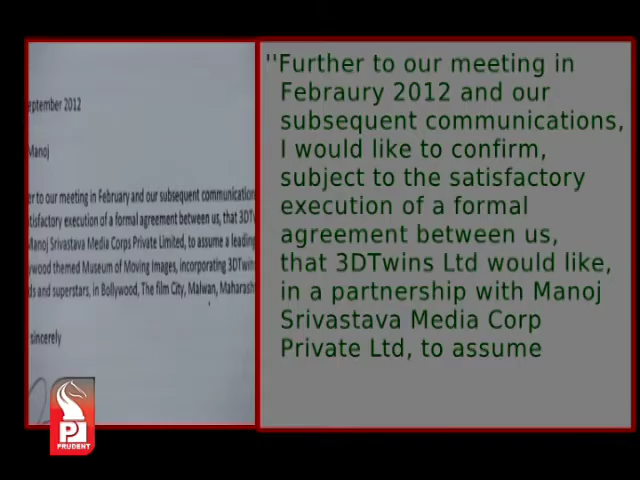 eptember 2012
Manoj
er to our meeting in February and our subsequent communication
tisfactory execution of a formal agreement between us, that 3DT
Manoj Srivastava Media Corps Private Limited, to assume a leading
ywood themed Museum of Moving Images, incorporating 3DTwin
ds and superstars, in Bollywood, The film City, Malwan, Maharash
sincerely
PRUDENT
''Further to our meeting in
Febraury 2012 and our
subsequent communications,
I would like to confirm,
subject to the satisfactory
execution of a formal
agreement between us,
that 3DTwins Ltd would like,
in a partnership with Manoj
Srivastava Media Corp
Private Ltd, to assume